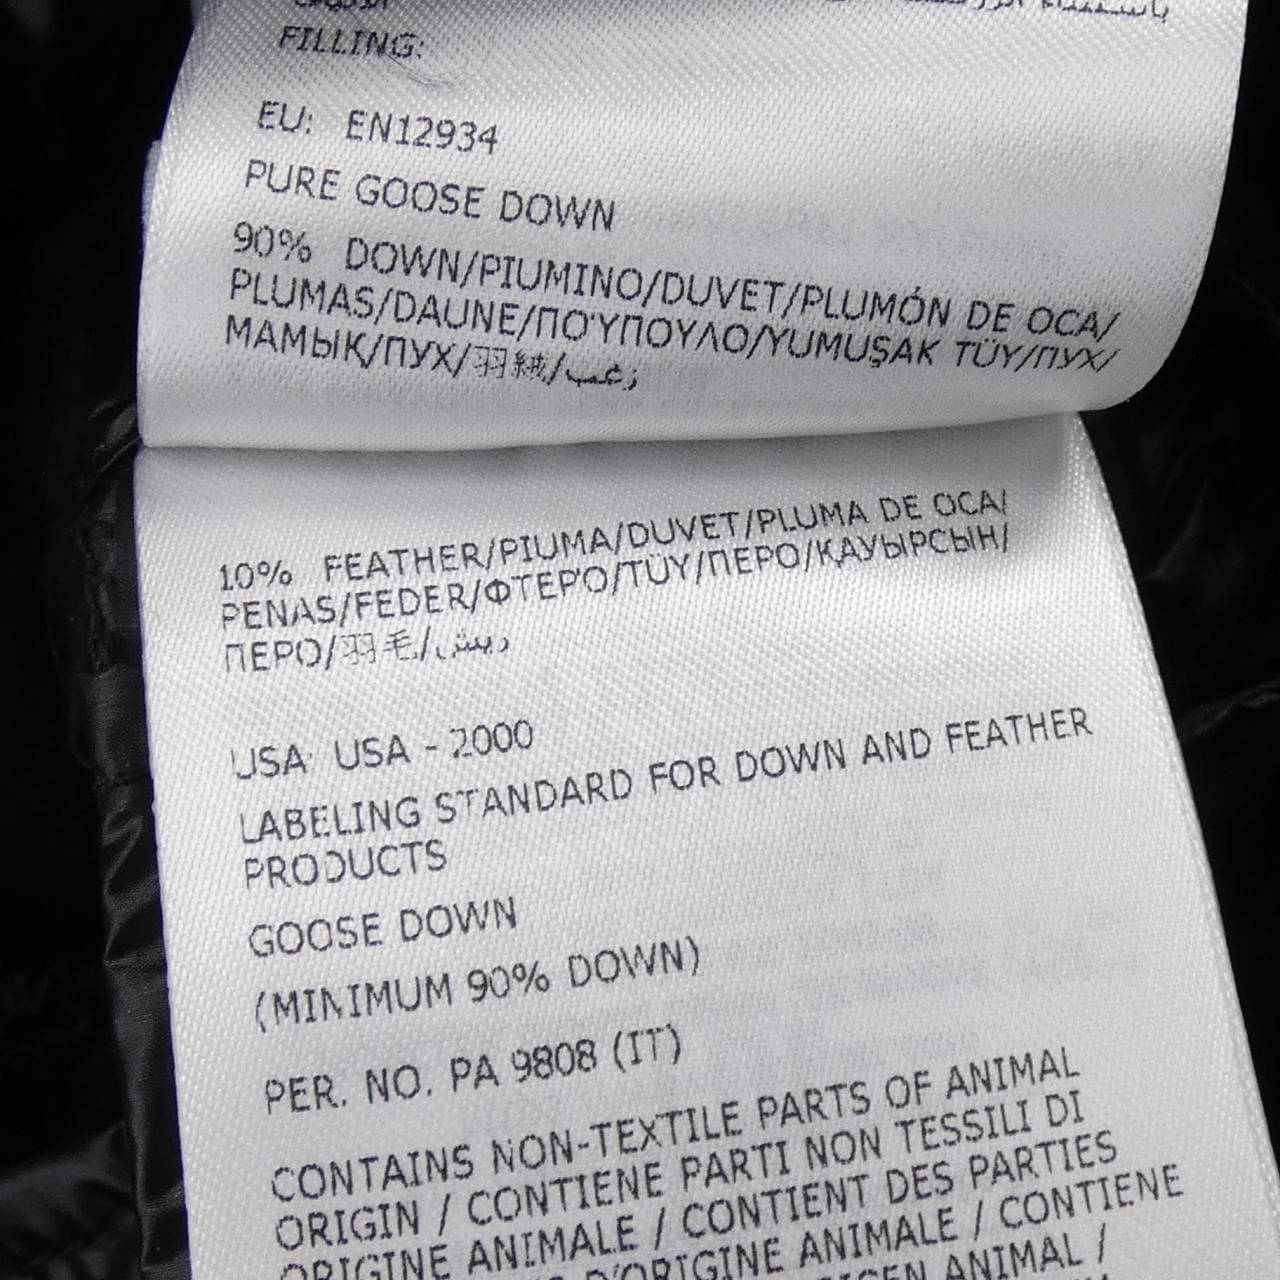 FILLING:
EU: EN12934
PURE GOOSE DOWN
90% DOWN/PIUMINO/DUVET/PLUMÓN DE OCA/
PLUMAS/DAUNE/ΠΟΎΠΟΥΛΟ/YUMUŞAK TÜY/ПУХ/
МАМЫҚ/ПУХ/羽絨/زغب
10% FEATHER/PIUMA/DUVET/PLUMA DE OCA/
PENAS/FEDER/ΦΤΕΡΌ/TÜY/ПЕРО/ҚАУЫРСЫН/
ПЕРО/羽毛/ريش
USA: USA - 2000
LABELING STANDARD FOR DOWN AND FEATHER
PRODUCTS
GOOSE DOWN
(MINIMUM 90% DOWN)
PER. NO. PA 9808 (IT)
CONTAINS NON-TEXTILE PARTS OF ANIMAL
ORIGIN / CONTIENE PARTI NON TESSILI DI
ORIGINE ANIMALE / CONTIENT DES PARTIES
D'ORIGINE ANIMALE / CONTIENE
ANIMAL /